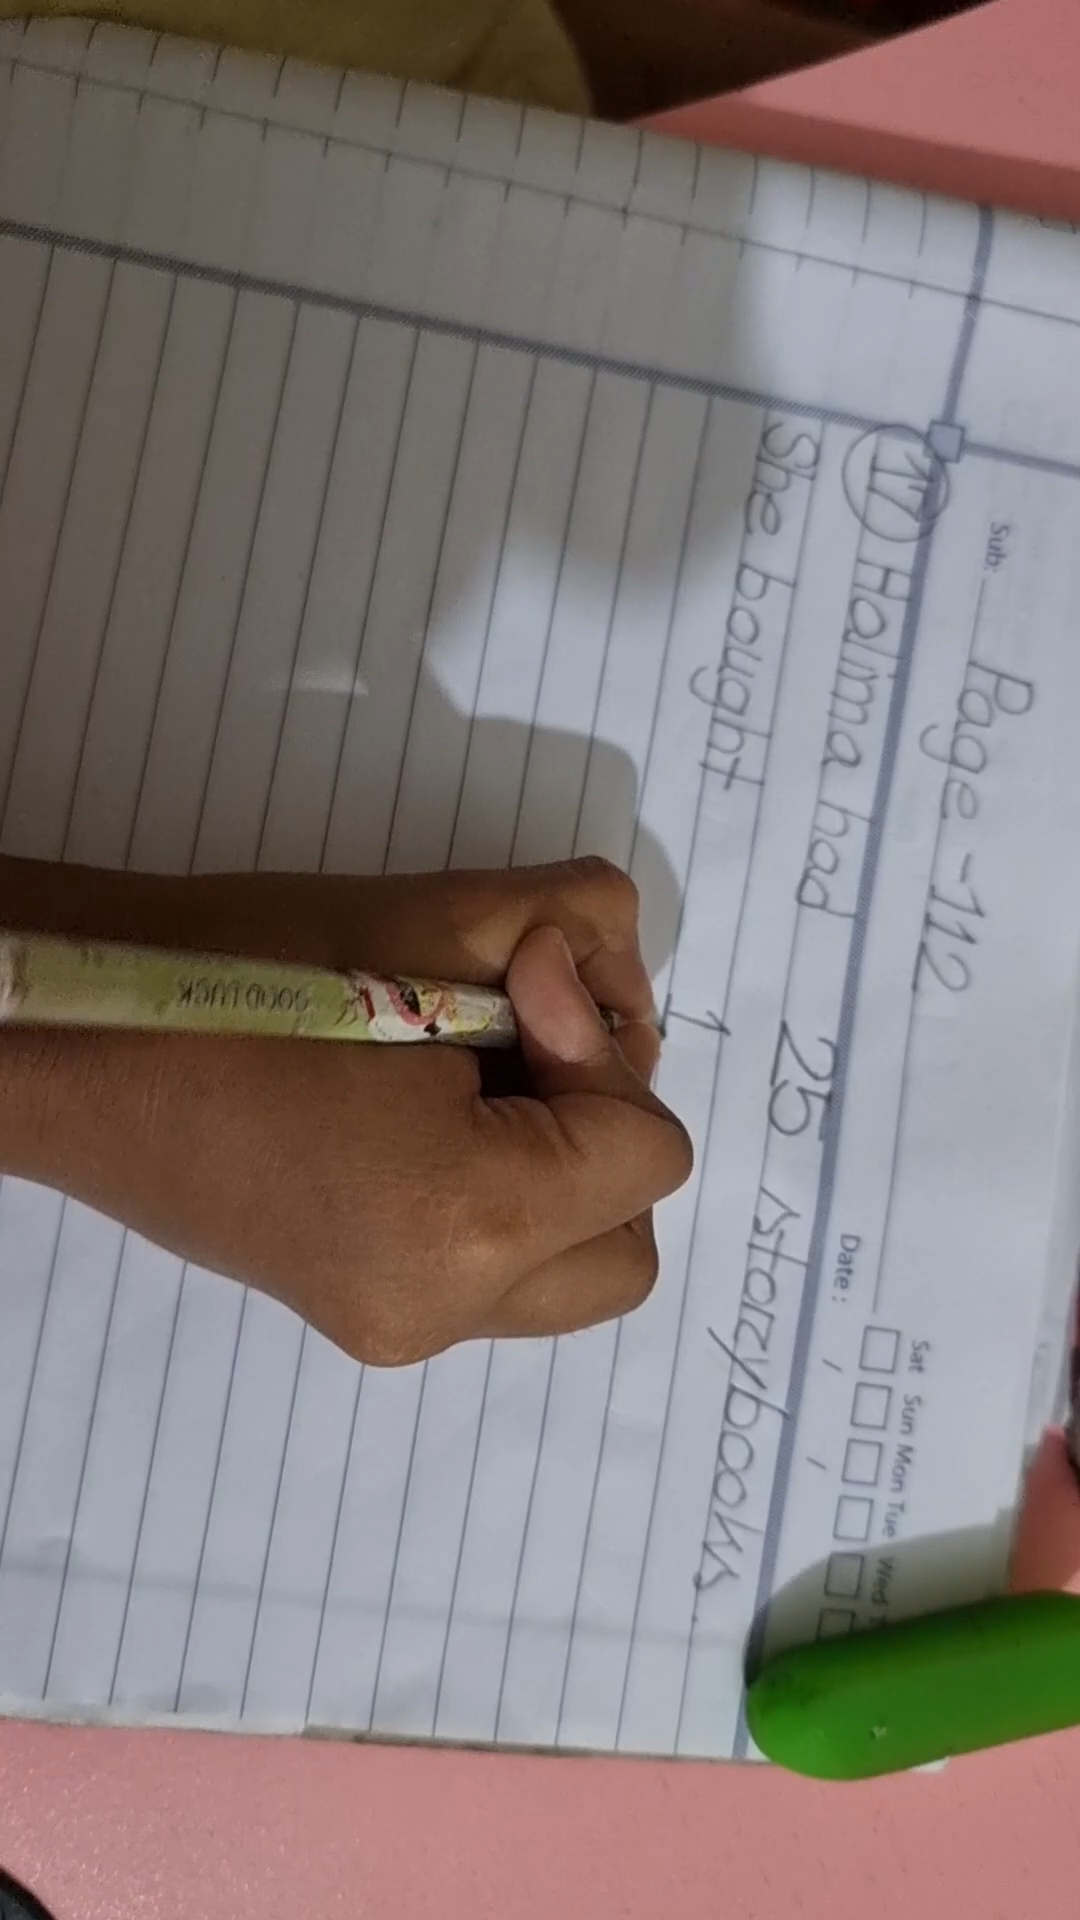 Sub: Page -112
Sat Sun Mon Tue Wed
Date: / /
17 Halima had 25 storybooks.
She bought 1
GOOD LUCK